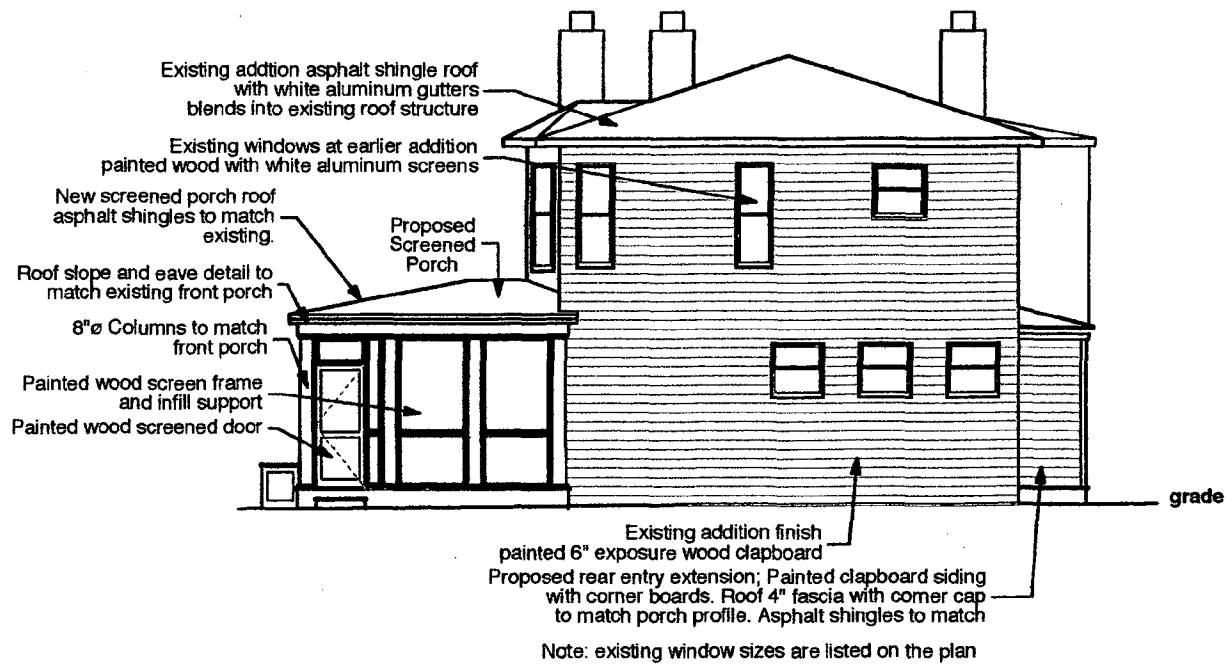 Existing addtion asphalt shingle roof
with white aluminum gutters
blends into existing roof structure
Existing windows at earlier addition
painted wood with white aluminum screens
New screened porch roof
asphalt shingles to match
existing.
Proposed
Screened
Porch
Roof slope and eave detail to
match existing front porch
8"ø Columns to match
front porch
Painted wood screen frame
and infill support
Painted wood screened door
grade
Existing addition finish
painted 6" exposure wood clapboard
Proposed rear entry extension; Painted clapboard siding
with corner boards. Roof 4" fascia with corner cap
to match porch profile. Asphalt shingles to match
Note: existing window sizes are listed on the plan